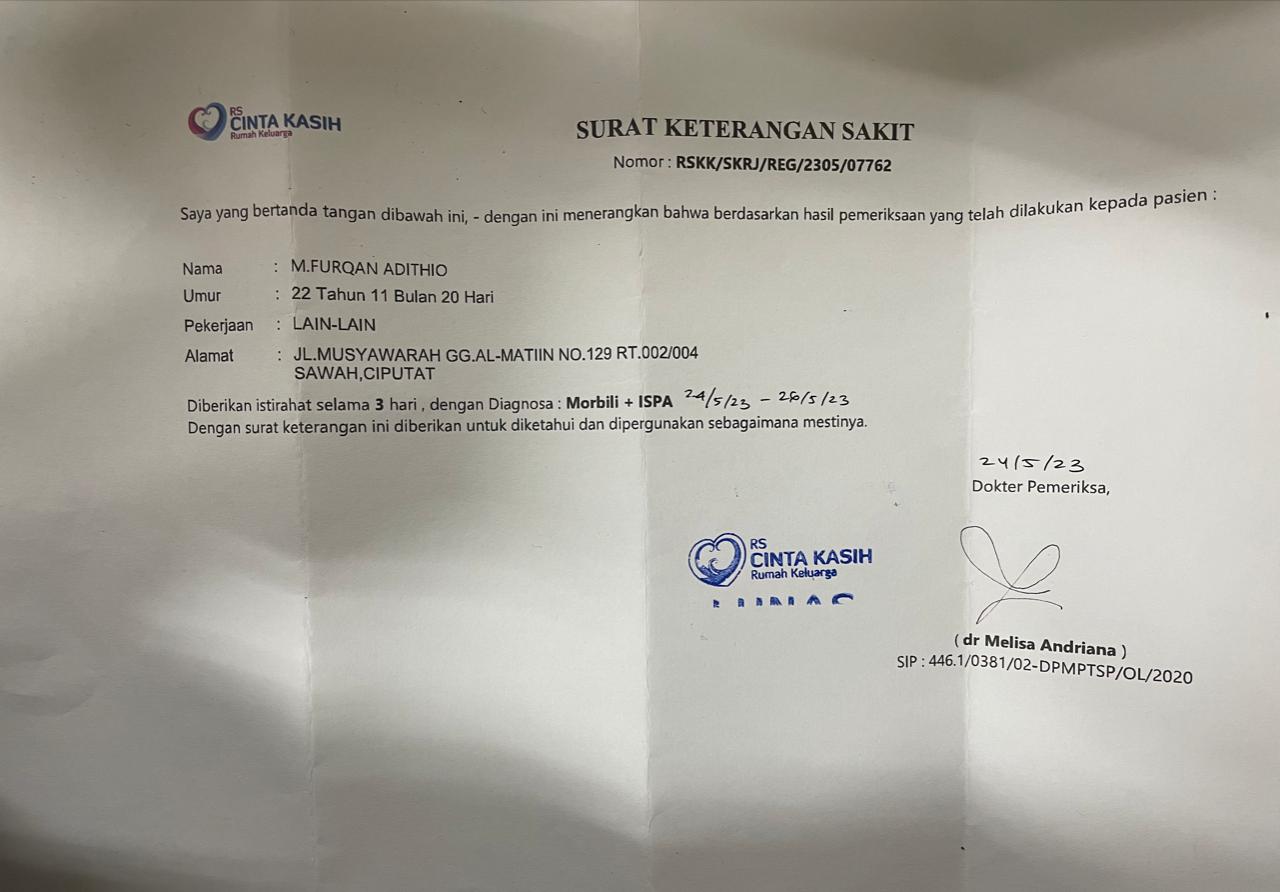 RS
CINTA KASIH
Rumah Keluarga
SURAT KETERANGAN SAKIT
Nomor : RSKK/SKRJ/REG/2305/07762
Saya yang bertanda tangan dibawah ini, - dengan ini menerangkan bahwa berdasarkan hasil pemeriksaan yang telah dilakukan kepada pasien :
Nama : M.FURQAN ADITHIO
Umur : 22 Tahun 11 Bulan 20 Hari
Pekerjaan : LAIN-LAIN
Alamat : JL.MUSYAWARAH GG.AL-MATIIN NO.129 RT.002/004
SAWAH,CIPUTAT
Diberikan istirahat selama 3 hari , dengan Diagnosa : Morbili + ISPA 24/5/23 - 26/5/23
Dengan surat keterangan ini diberikan untuk diketahui dan dipergunakan sebagaimana mestinya.
24/5/23
Dokter Pemeriksa,
RS
CINTA KASIH
Rumah Keluarga
( dr Melisa Andriana )
SIP : 446.1/0381/02-DPMPTSP/OL/2020